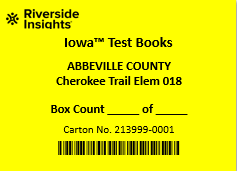 Riverside
Insights®
Iowa™ Test Books
ABBEVILLE COUNTY
Cherokee Trail Elem 018
Box Count _____ of _____
Carton No. 213999-0001